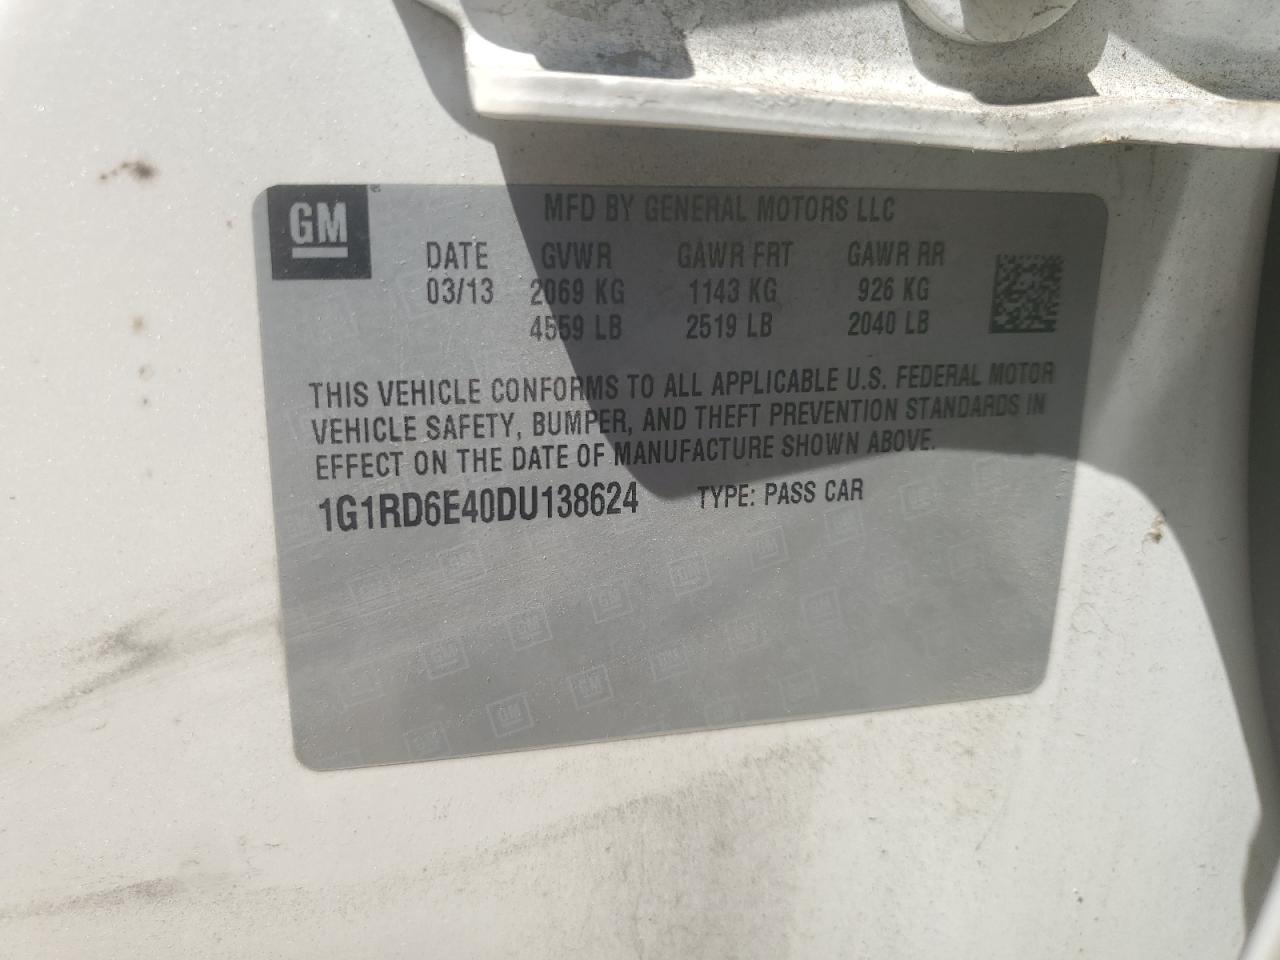 GM
MFD BY GENERAL MOTORS LLC
DATE GVWR GAWR FRT GAWR RR
03/13 2069 KG 1143 KG 926 KG
4559 LB 2519 LB 2040 LB
THIS VEHICLE CONFORMS TO ALL APPLICABLE U.S. FEDERAL MOTOR
VEHICLE SAFETY, BUMPER, AND THEFT PREVENTION STANDARDS IN
EFFECT ON THE DATE OF MANUFACTURE SHOWN ABOVE.
1G1RD6E40DU138624 TYPE: PASS CAR